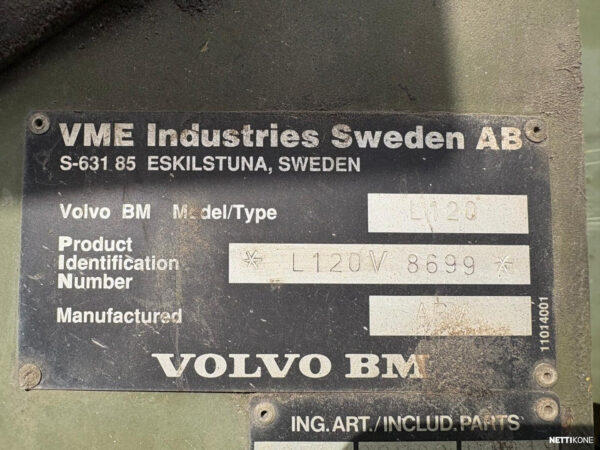 VME Industries Sweden AB
S-631 85 ESKILSTUNA, SWEDEN
Volvo BM Model/Type L120
Product
Identification * L120V 8699 *
Number
Manufactured
11014001
VOLVO BM
ING.ART./INCLUD.PARTS
NETTIKONE